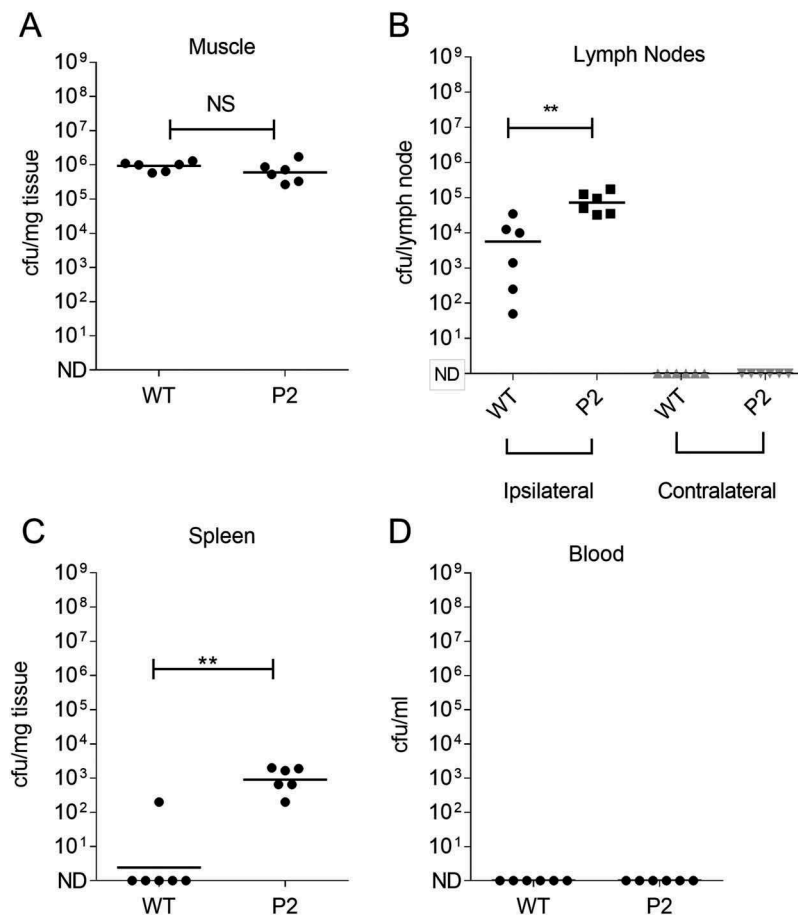 A
Muscle
10⁹
10⁸
10⁷
10⁶
10⁵
10⁴
10³
10²
10¹
ND
cfu/mg tissue
NS
WT P2
B
Lymph Nodes
10⁹
10⁸
10⁷
10⁶
10⁵
10⁴
10³
10²
10¹
ND
cfu/lymph node
**
WT P2 WT P2
Ipsilateral Contralateral
C
Spleen
10⁹
10⁸
10⁷
10⁶
10⁵
10⁴
10³
10²
10¹
ND
cfu/mg tissue
**
WT P2
D
Blood
10⁹
10⁸
10⁷
10⁶
10⁵
10⁴
10³
10²
10¹
ND
cfu/ml
WT P2